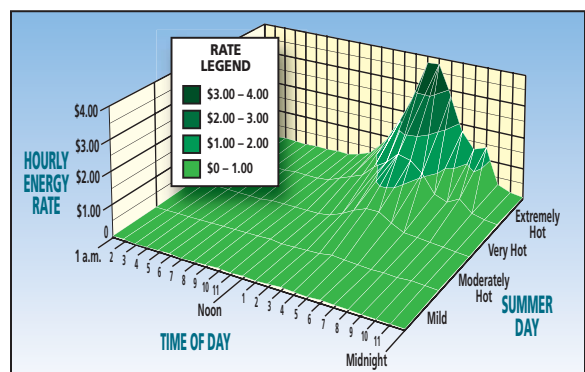 RATE
LEGEND
$3.00 – 4.00
$2.00 – 3.00
$1.00 – 2.00
$0 – 1.00
$4.00
$3.00
$2.00
$1.00
0
HOURLY
ENERGY
RATE
1 a.m.
2
3
4
5
6
7
8
9
10
11
Noon
1
2
3
4
5
6
7
8
9
10
11
Midnight
TIME OF DAY
Mild
Moderately
Hot
Very Hot
Extremely
Hot
SUMMER
DAY